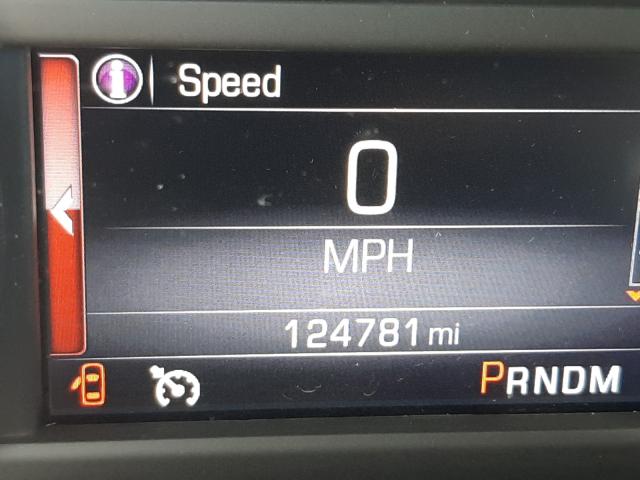 i Speed
0
MPH
124781 mi
PRNDM